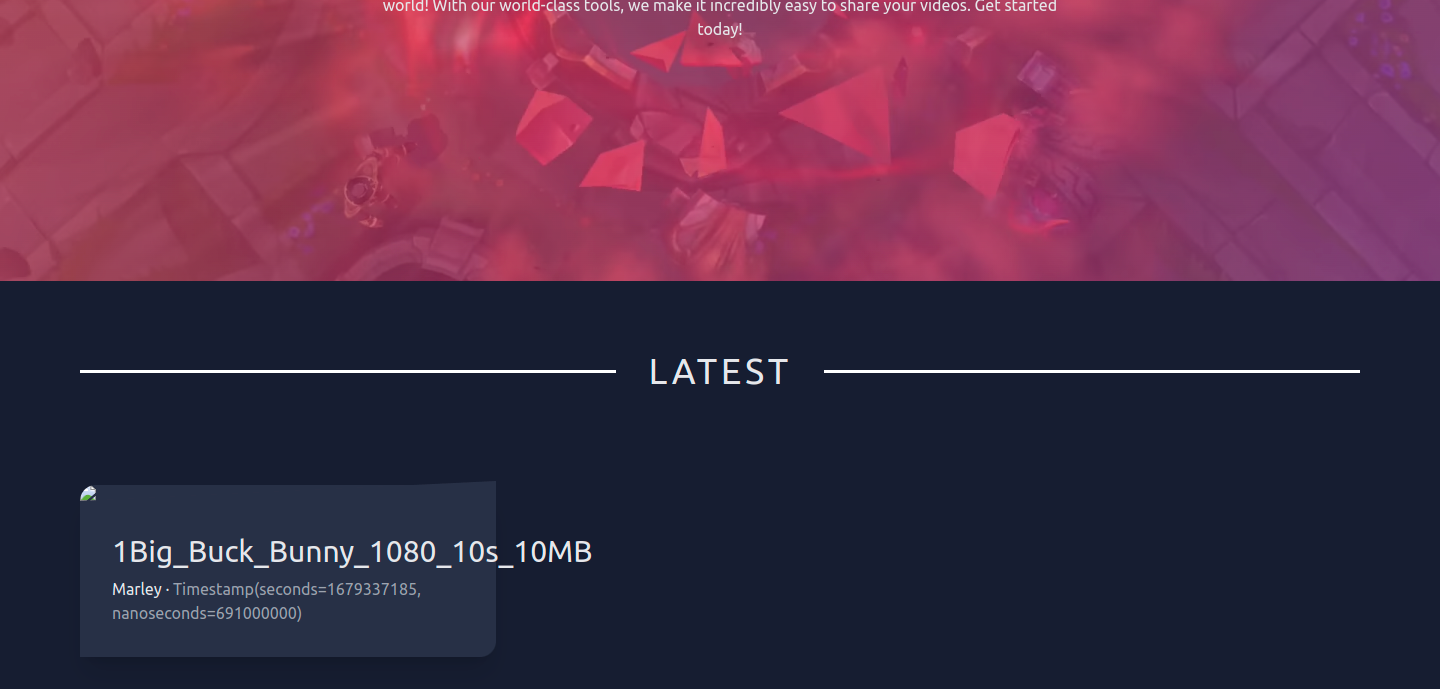 world! With our world-class tools, we make it incredibly easy to share your videos. Get started
today!
LATEST
1Big_Buck_Bunny_1080_10s_10MB
Marley · Timestamp(seconds=1679337185,
nanoseconds=691000000)